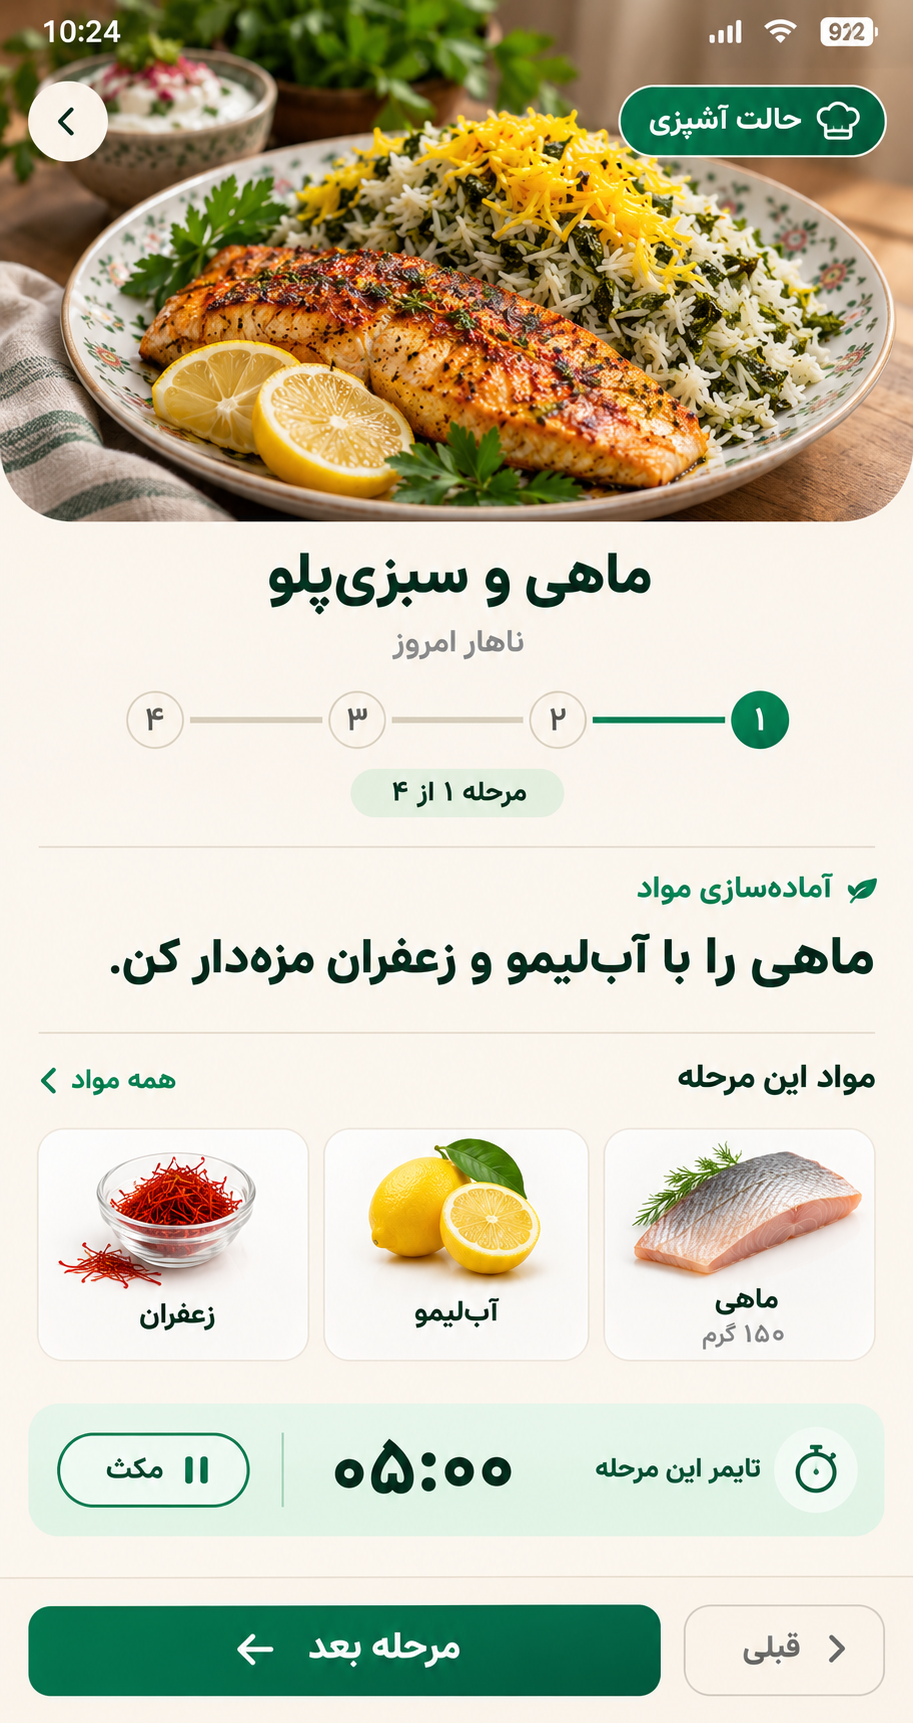 10:24
حالت آشپزی
ماهی و سبزی‌پلو
ناهار امروز
۱ ۲ ۳ ۴
مرحله ۱ از ۴
آماده‌سازی مواد
ماهی را با آب‌لیمو و زعفران مزه‌دار کن.
مواد این مرحله
همه مواد
ماهی
۱۵۰ گرم
آب‌لیمو
زعفران
تایمر این مرحله
۰۵:۰۰
مکث
قبلی
مرحله بعد